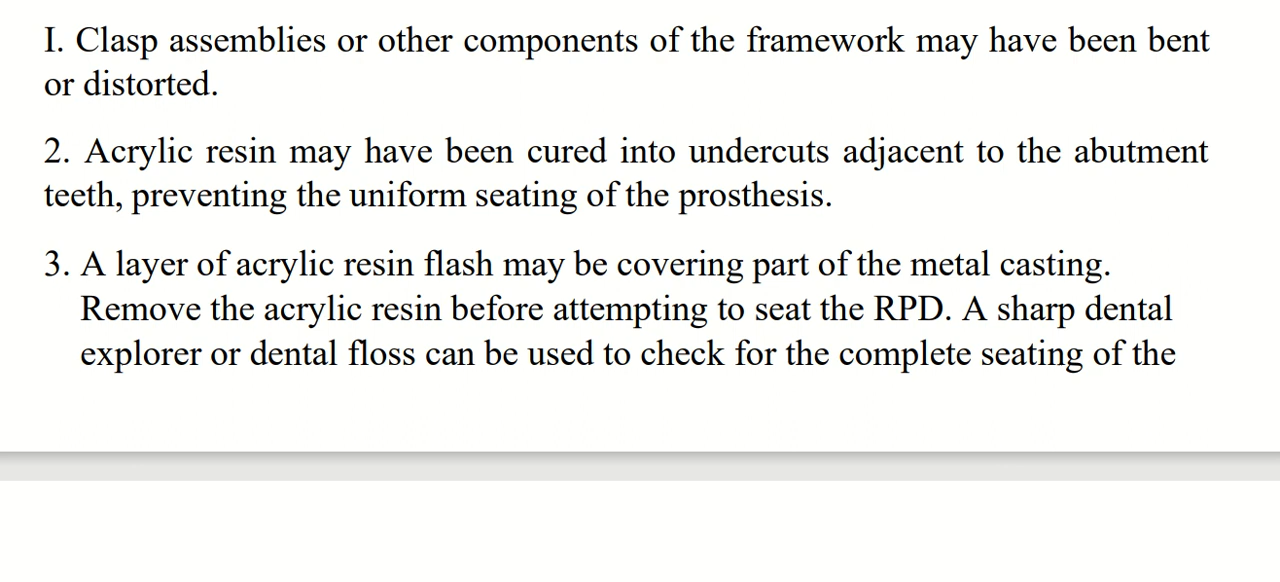 I. Clasp assemblies or other components of the framework may have been bent
or distorted.
2. Acrylic resin may have been cured into undercuts adjacent to the abutment
teeth, preventing the uniform seating of the prosthesis.
3. A layer of acrylic resin flash may be covering part of the metal casting.
Remove the acrylic resin before attempting to seat the RPD. A sharp dental
explorer or dental floss can be used to check for the complete seating of the